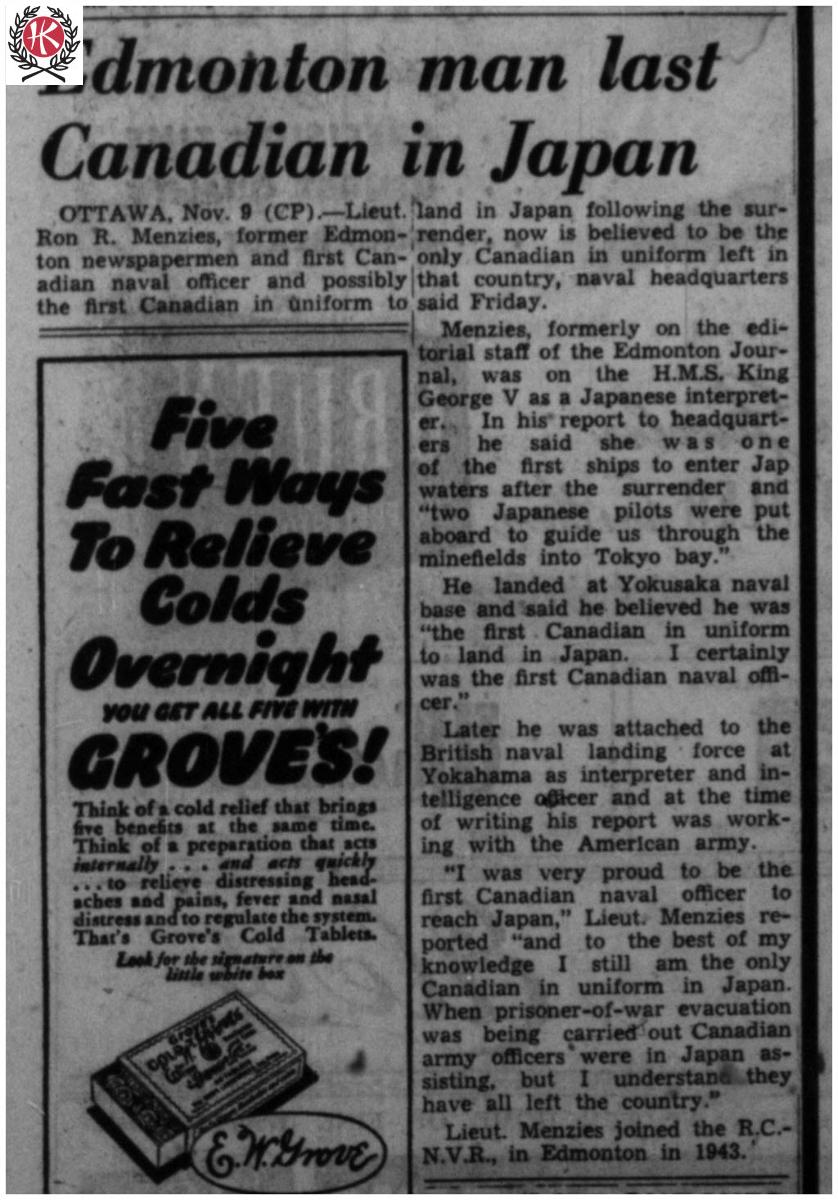 HK
Edmonton man last
Canadian in Japan
OTTAWA, Nov. 9 (CP).—Lieut.
Ron R. Menzies, former Edmon-
ton newspapermen and first Can-
adian naval officer and possibly
the first Canadian in uniform to
land in Japan following the sur-
render, now is believed to be the
only Canadian in uniform left in
that country, naval headquarters
said Friday.
Menzies, formerly on the edi-
torial staff of the Edmonton Jour-
nal, was on the H.M.S. King
George V as a Japanese interpret-
er. In his report to headquart-
ers he said she was one
of the first ships to enter Jap
waters after the surrender and
“two Japanese pilots were put
aboard to guide us through the
minefields into Tokyo bay.”
He landed at Yokusaka naval
base and said he believed he was
“the first Canadian in uniform
to land in Japan. I certainly
was the first Canadian naval offi-
cer.”
Later he was attached to the
British naval landing force at
Yokahama as interpreter and in-
telligence officer and at the time
of writing his report was work-
ing with the American army.
“I was very proud to be the
first Canadian naval officer to
reach Japan,” Lieut. Menzies re-
ported “and to the best of my
knowledge I still am the only
Canadian in uniform in Japan.
When prisoner-of-war evacuation
was being carried out Canadian
army officers were in Japan as-
sisting, but I understand they
have all left the country.”
Lieut. Menzies joined the R.C.-
N.V.R., in Edmonton in 1943.
Five
Fast Ways
To Relieve
Colds
Overnight
YOU GET ALL FIVE WITH
GROVE'S!
Think of a cold relief that brings
five benefits at the same time.
Think of a preparation that acts
internally . . . and acts quickly
. . . to relieve distressing head-
aches and pains, fever and nasal
distress and to regulate the system.
That's Grove's Cold Tablets.
Look for the signature on the
little white box
GROVE'S
COLD TABLETS
E. W. Grove